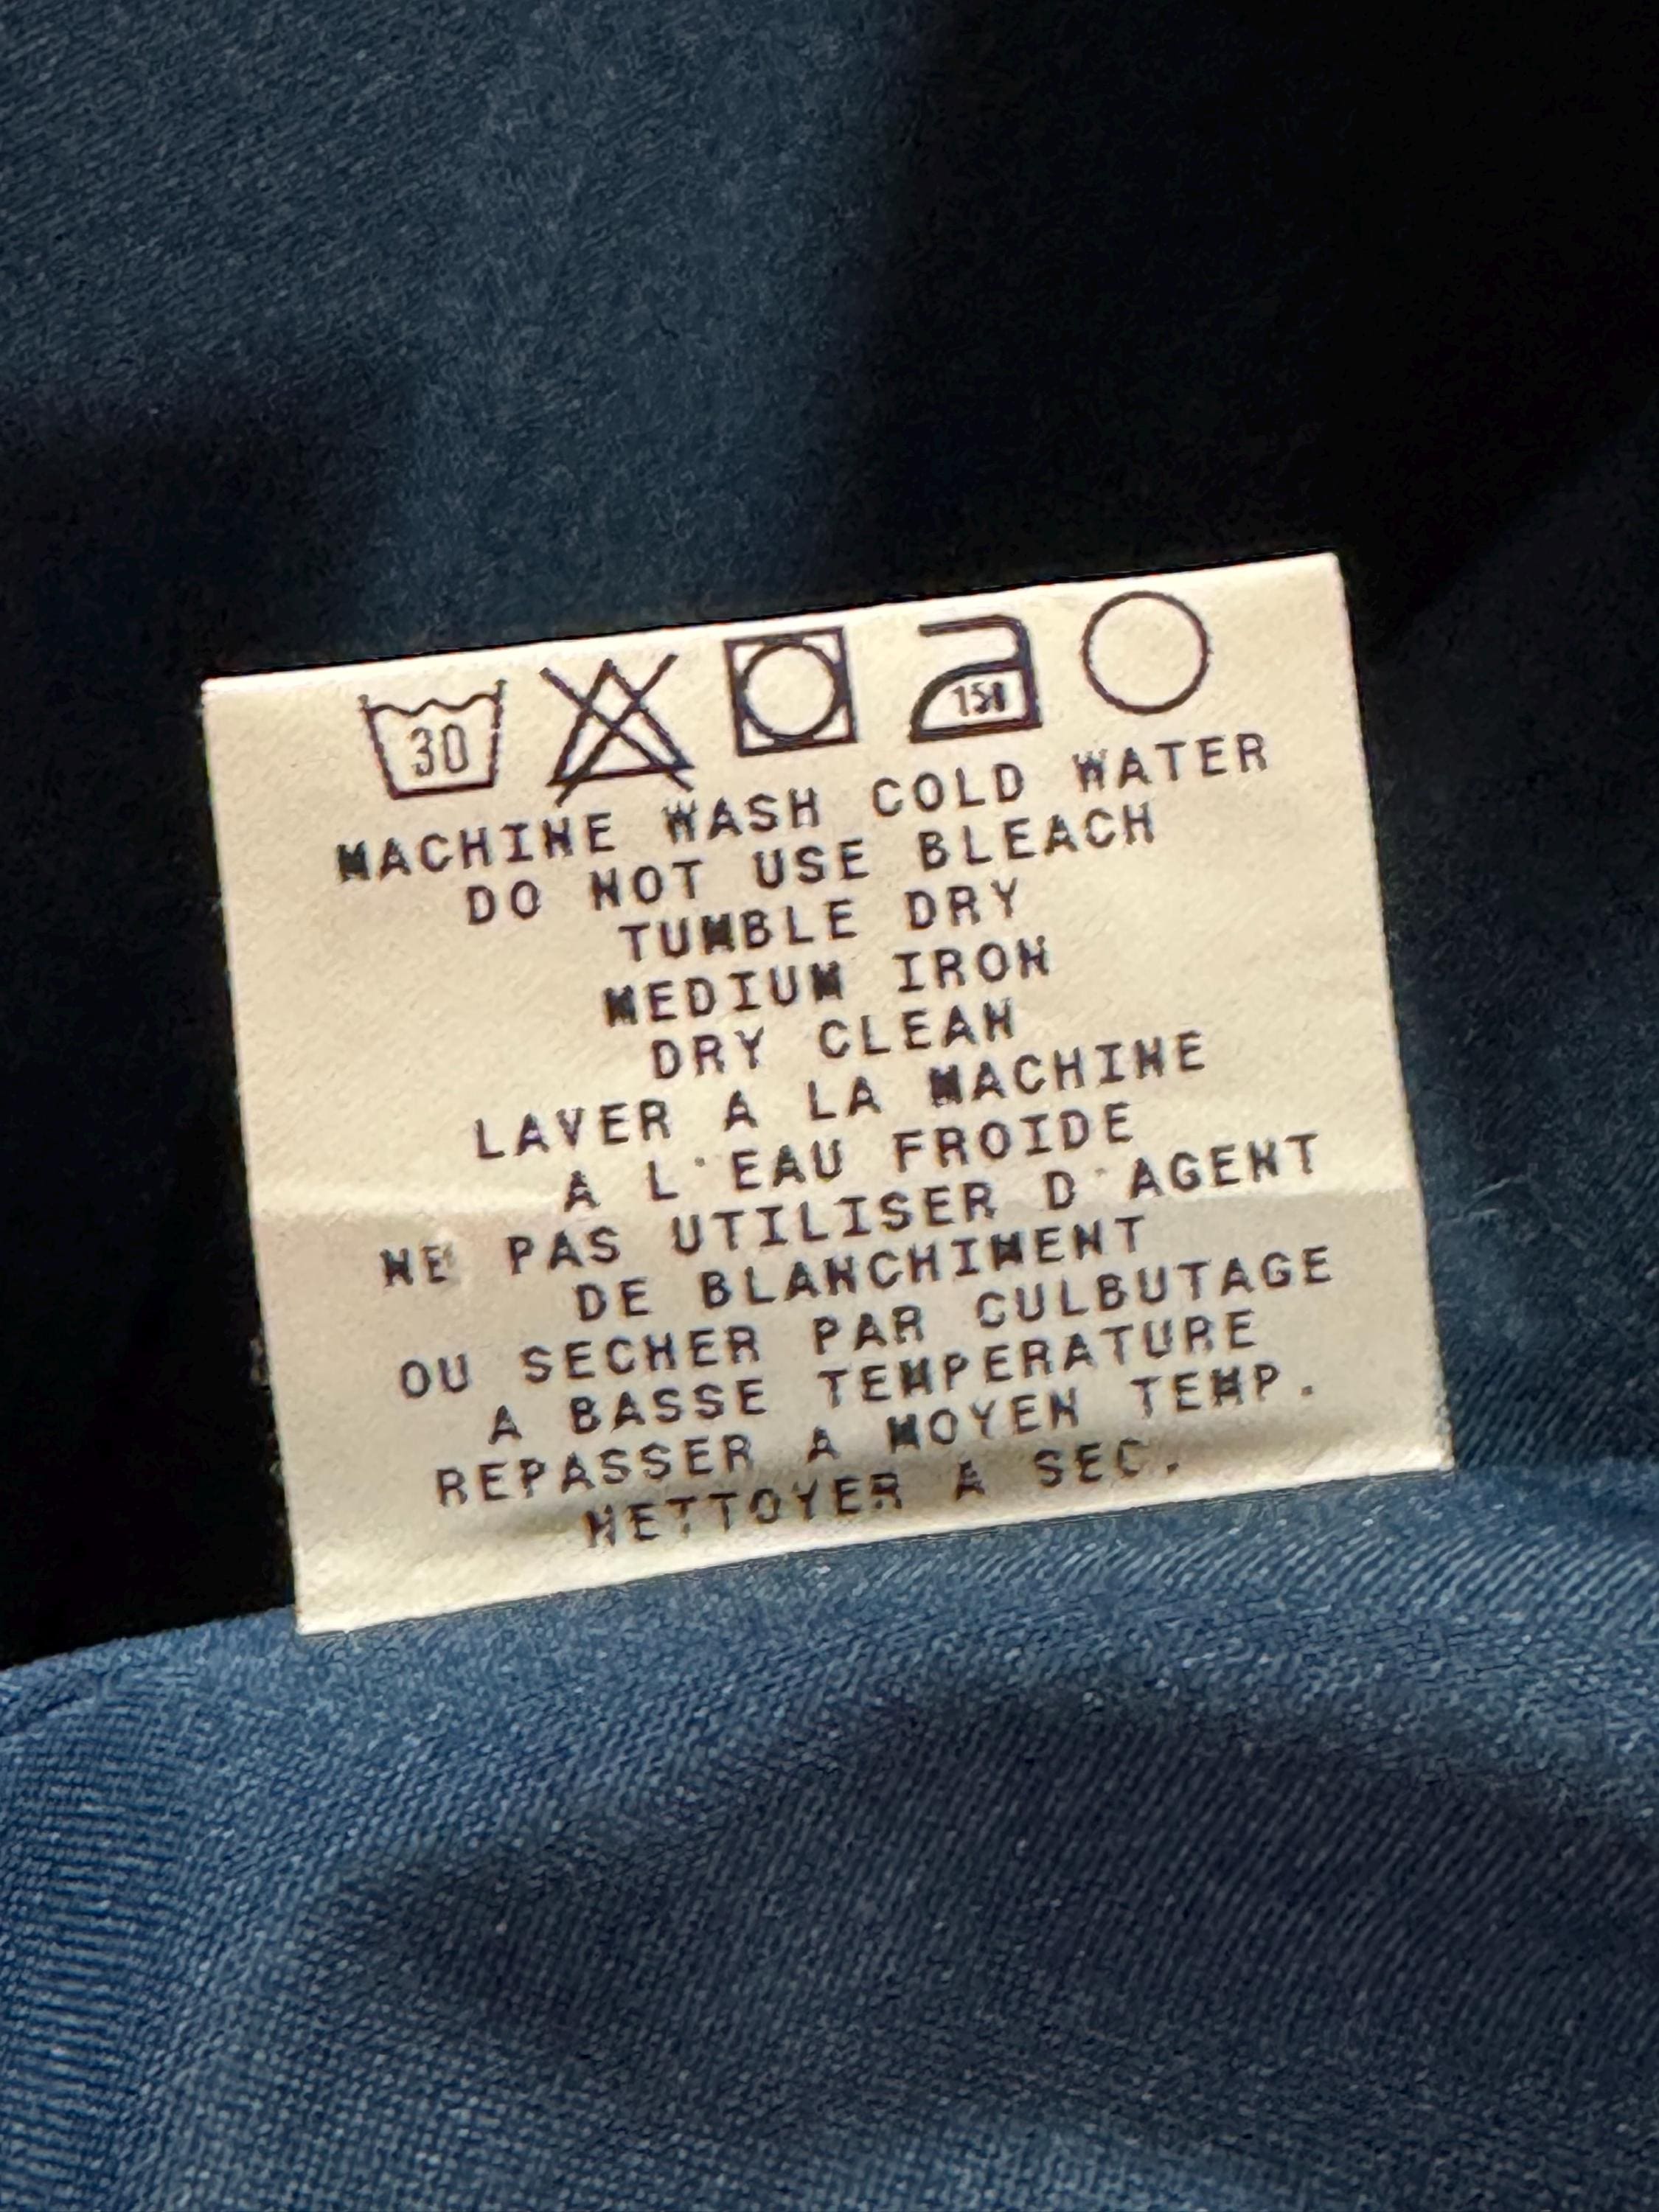 30 150
MACHINE WASH COLD WATER
DO NOT USE BLEACH
TUMBLE DRY
MEDIUM IRON
DRY CLEAN
LAVER A LA MACHINE
A L'EAU FROIDE
NE PAS UTILISER D'AGENT
DE BLANCHIMENT
OU SECHER PAR CULBUTAGE
A BASSE TEMPERATURE
REPASSER A MOYEN TEMP.
NETTOYER A SEC.